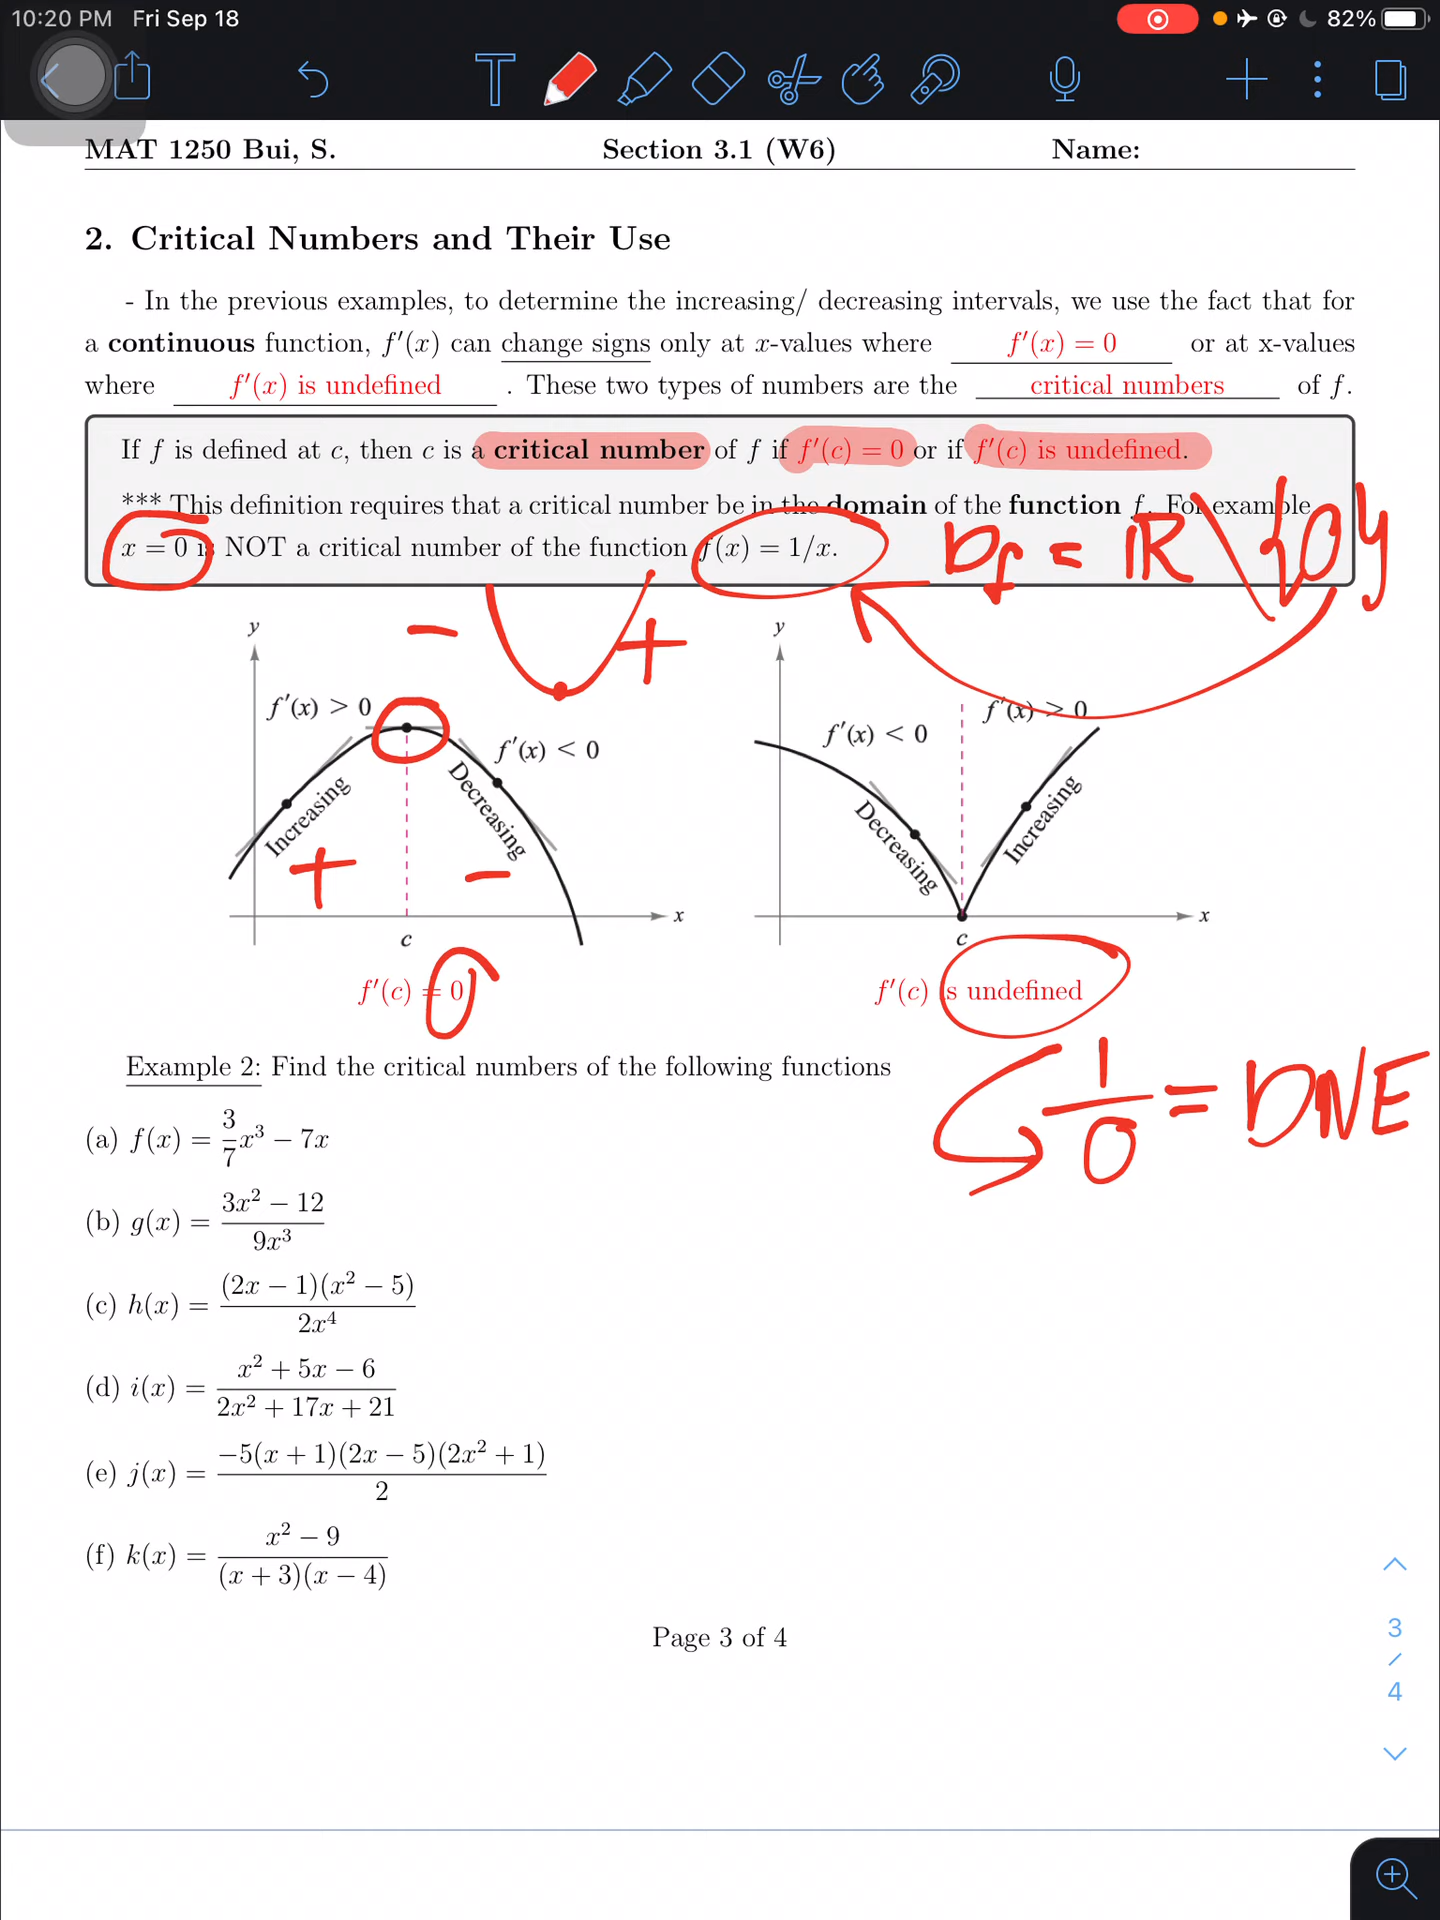 10:20 PM Fri Sep 18 82%
MAT 1250 Bui, S. Section 3.1 (W6) Name:
2. Critical Numbers and Their Use
- In the previous examples, to determine the increasing/ decreasing intervals, we use the fact that for
a continuous function, f′(x) can change signs only at x-values where f′(x) = 0 or at x-values
where f′(x) is undefined . These two types of numbers are the critical numbers of f.
If f is defined at c, then c is a critical number of f if f′(c) = 0 or if f′(c) is undefined.
*** This definition requires that a critical number be in the domain of the function f. For example
x = 0 is NOT a critical number of the function f(x) = 1/x.
Df = ℝ \ {0}
− +
y
f′(x) > 0
f′(x) < 0
Increasing
Decreasing
+ −
x
c
f′(c) = 0
y
f′(x) < 0
f′(x) > 0
Decreasing
Increasing
x
c
f′(c) is undefined
1/0 = DNE
Example 2: Find the critical numbers of the following functions
(a) f(x) = 3/7 x³ − 7x
(b) g(x) = (3x² − 12)/(9x³)
(c) h(x) = (2x − 1)(x² − 5)/(2x⁴)
(d) i(x) = (x² + 5x − 6)/(2x² + 17x + 21)
(e) j(x) = −5(x + 1)(2x − 5)(2x² + 1)/2
(f) k(x) = (x² − 9)/((x + 3)(x − 4))
Page 3 of 4
3
/
4